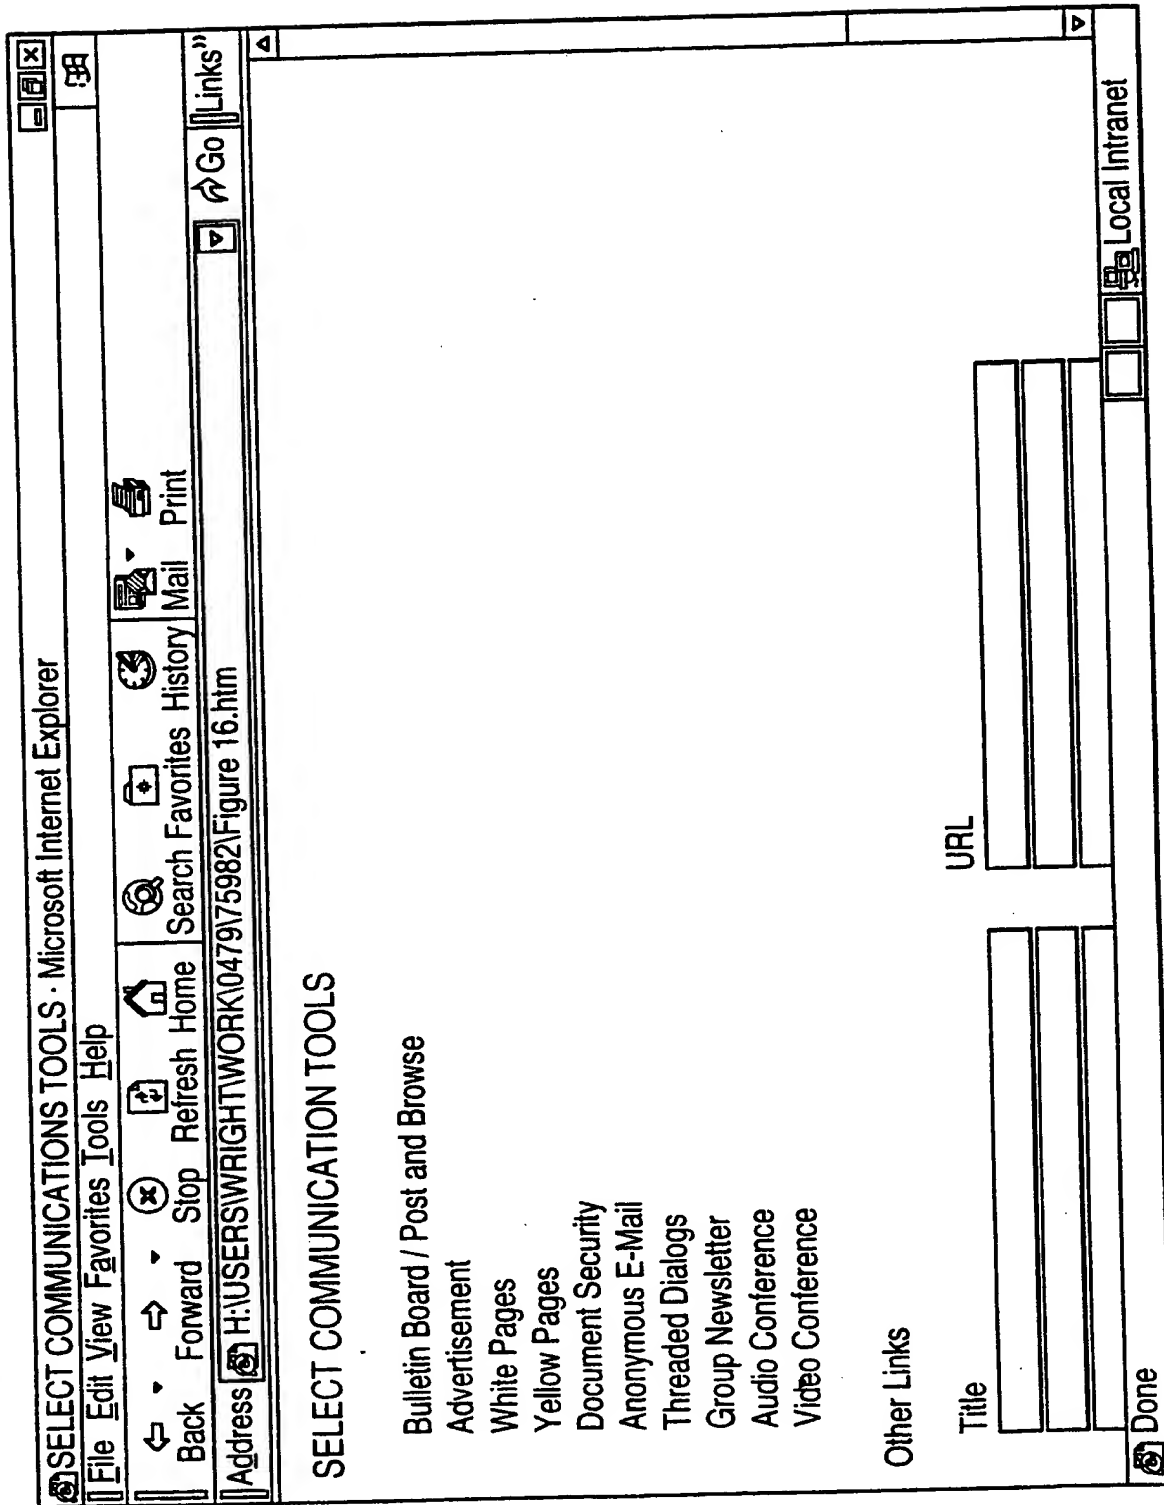 SELECT COMMUNICATIONS TOOLS · Microsoft Internet Explorer
File Edit View Favorites Tools Help
Back Forward Stop Refresh Home Search Favorites History Mail Print
Address H:\USERS\WRIGHT\WORK\0479\75982\Figure 16.htm Go Links”
SELECT COMMUNICATION TOOLS
Bulletin Board / Post and Browse
Advertisement
White Pages
Yellow Pages
Document Security
Anonymous E-Mail
Threaded Dialogs
Group Newsletter
Audio Conference
Video Conference
Other Links
Title URL
Done Local Intranet